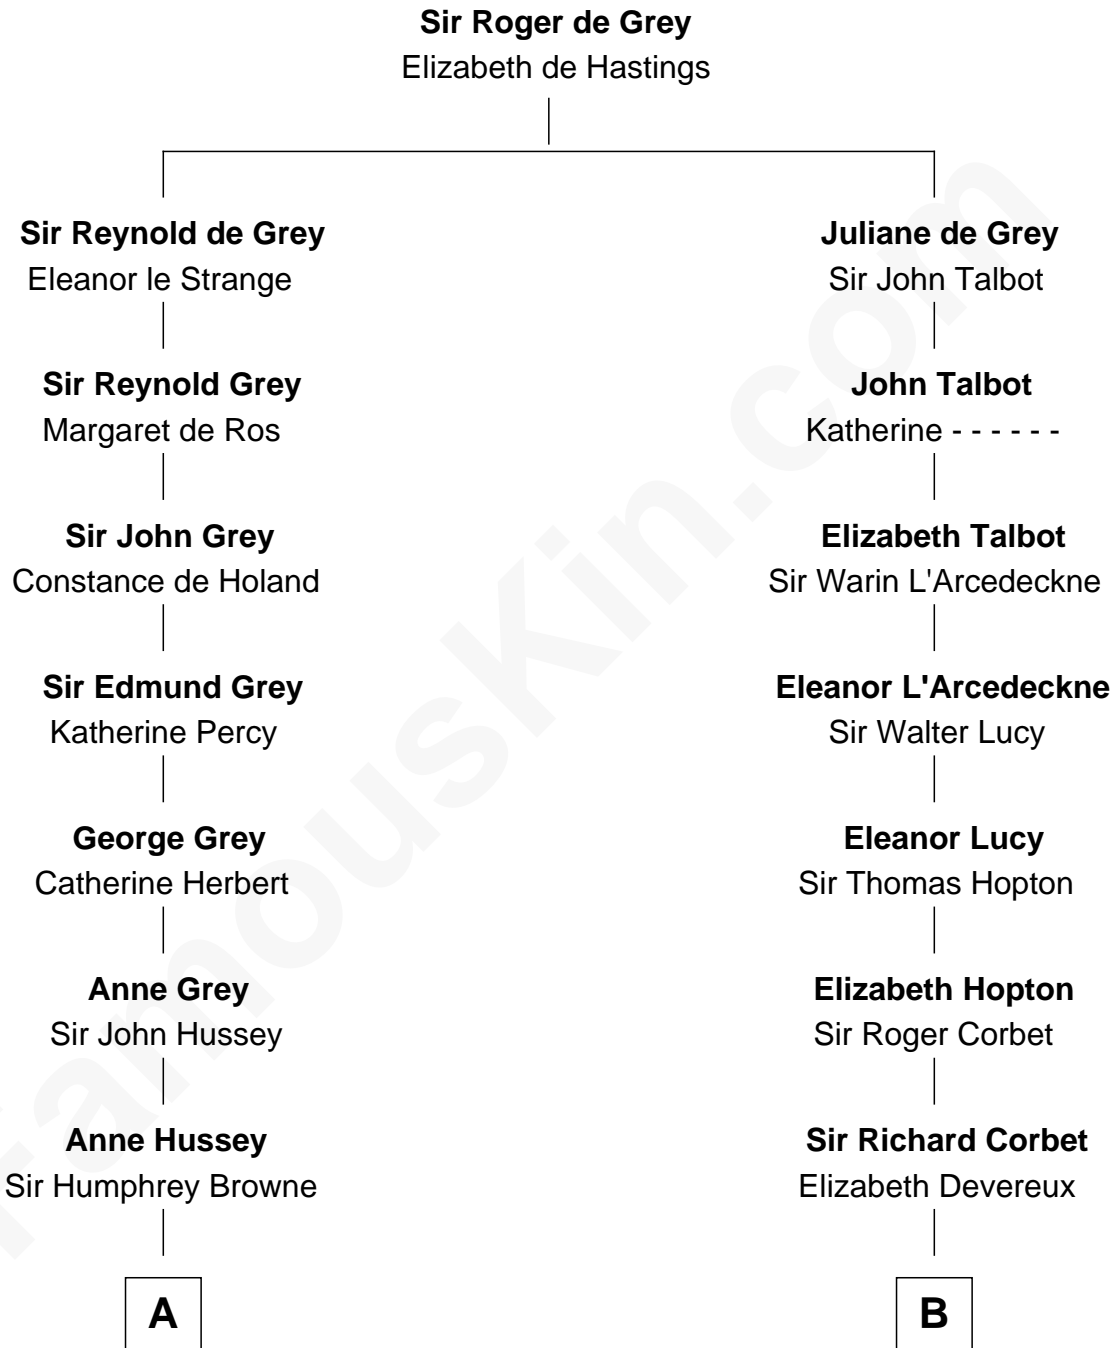 Sir Roger de Grey
Elizabeth de Hastings
Sir Reynold de Grey
Eleanor le Strange
Juliane de Grey
Sir John Talbot
Sir Reynold Grey
Margaret de Ros
John Talbot
Katherine - - - - - -
Sir John Grey
Constance de Holand
Elizabeth Talbot
Sir Warin L'Arcedeckne
Sir Edmund Grey
Katherine Percy
Eleanor L'Arcedeckne
Sir Walter Lucy
George Grey
Catherine Herbert
Eleanor Lucy
Sir Thomas Hopton
Anne Grey
Sir John Hussey
Elizabeth Hopton
Sir Roger Corbet
Anne Hussey
Sir Humphrey Browne
Sir Richard Corbet
Elizabeth Devereux
A
B
FamousKin.com